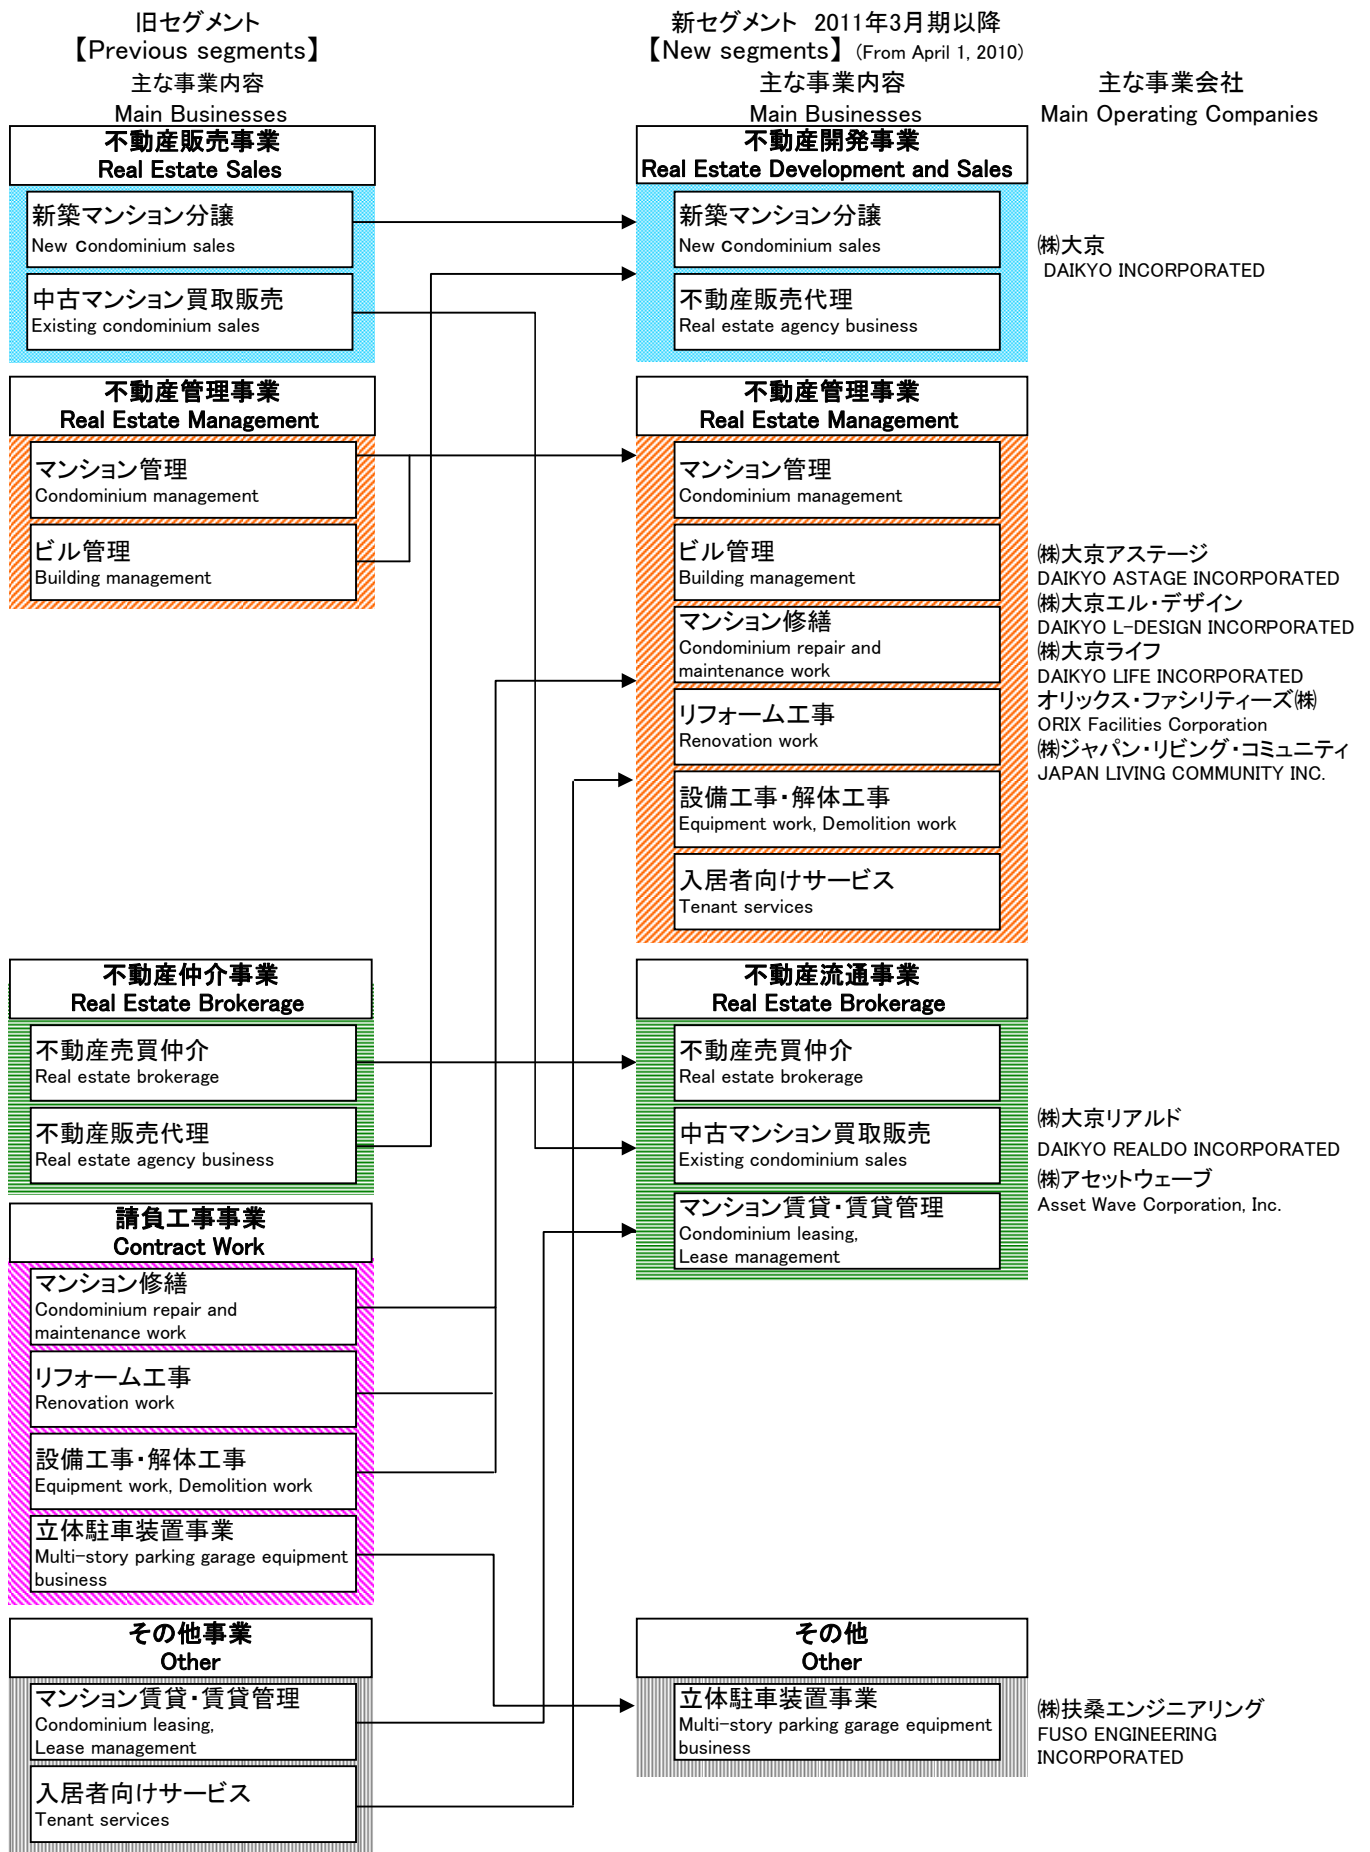 旧セグメント
【Previous segments】
主な事業内容
Main Businesses
不動産販売事業
Real Estate Sales
新築マンション分譲
New condominium sales
中古マンション買取販売
Existing condominium sales
不動産管理事業
Real Estate Management
マンション管理
Condominium management
ビル管理
Building management
不動産仲介事業
Real Estate Brokerage
不動産売買仲介
Real estate brokerage
不動産販売代理
Real estate agency business
請負工事事業
Contract Work
マンション修繕
Condominium repair and
maintenance work
リフォーム工事
Renovation work
設備工事・解体工事
Equipment work, Demolition work
立体駐車装置事業
Multi-story parking garage equipment
business
その他事業
Other
マンション賃貸・賃貸管理
Condominium leasing,
Lease management
入居者向けサービス
Tenant services
新セグメント 2011年3月期以降
【New segments】 (From April 1, 2010)
主な事業内容
Main Businesses
不動産開発事業
Real Estate Development and Sales
新築マンション分譲
New condominium sales
不動産販売代理
Real estate agency business
不動産管理事業
Real Estate Management
マンション管理
Condominium management
ビル管理
Building management
マンション修繕
Condominium repair and
maintenance work
リフォーム工事
Renovation work
設備工事・解体工事
Equipment work, Demolition work
入居者向けサービス
Tenant services
不動産流通事業
Real Estate Brokerage
不動産売買仲介
Real estate brokerage
中古マンション買取販売
Existing condominium sales
マンション賃貸・賃貸管理
Condominium leasing,
Lease management
その他
Other
立体駐車装置事業
Multi-story parking garage equipment
business
主な事業会社
Main Operating Companies
㈱大京
DAIKYO INCORPORATED
㈱大京アステージ
DAIKYO ASTAGE INCORPORATED
㈱大京エル・デザイン
DAIKYO L-DESIGN INCORPORATED
㈱大京ライフ
DAIKYO LIFE INCORPORATED
オリックス・ファシリティーズ㈱
ORIX Facilities Corporation
㈱ジャパン・リビング・コミュニティ
JAPAN LIVING COMMUNITY INC.
㈱大京リアルド
DAIKYO REALDO INCORPORATED
㈱アセットウェーブ
Asset Wave Corporation, Inc.
㈱扶桑エンジニアリング
FUSO ENGINEERING
INCORPORATED